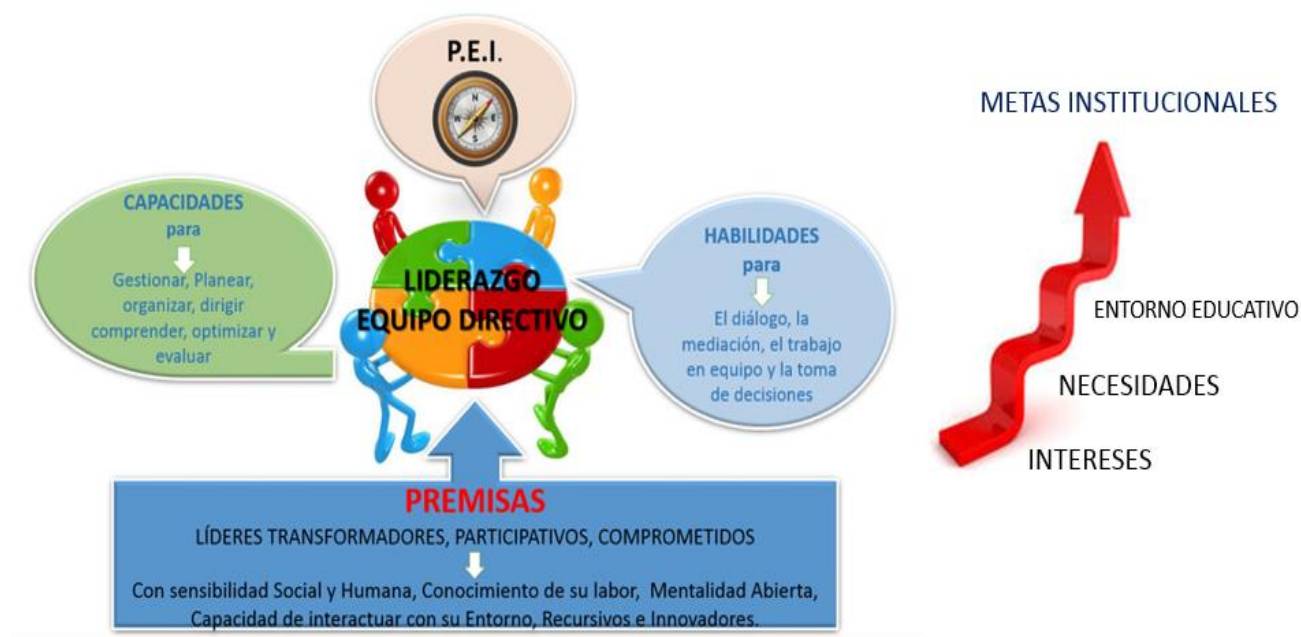 P.E.I.
N
W
E
S
CAPACIDADES
para
Gestionar, Planear,
organizar, dirigir
comprender, optimizar y
evaluar
LIDERAZGO
EQUIPO DIRECTIVO
HABILIDADES
para
El diálogo, la
mediación, el trabajo
en equipo y la toma
de decisiones
PREMISAS
LÍDERES TRANSFORMADORES, PARTICIPATIVOS, COMPROMETIDOS
Con sensibilidad Social y Humana, Conocimiento de su labor, Mentalidad Abierta,
Capacidad de interactuar con su Entorno, Recursivos e Innovadores.
METAS INSTITUCIONALES
ENTORNO EDUCATIVO
NECESIDADES
INTERESES